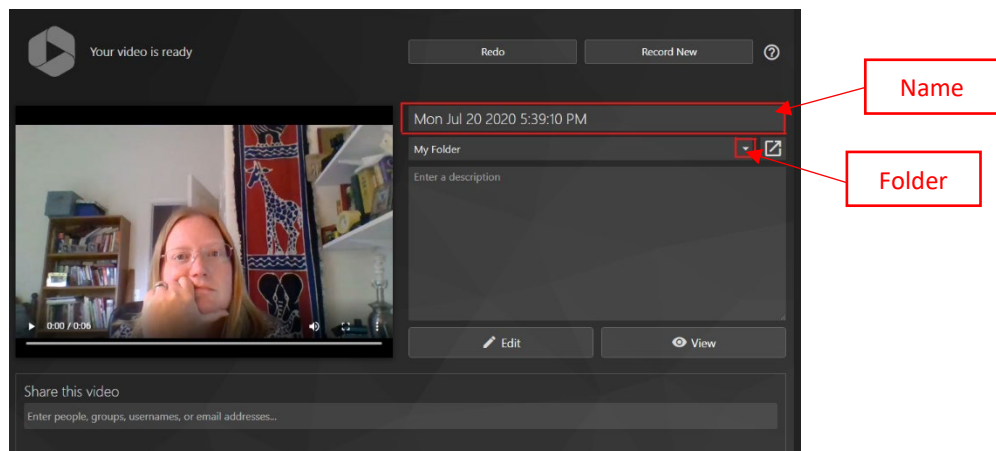 Your video is ready
Redo
Record New
Name
Mon Jul 20 2020 5:39:10 PM
My Folder
Folder
Enter a description
0:00 / 0:06
Edit
View
Share this video
Enter people, groups, usernames, or email addresses...